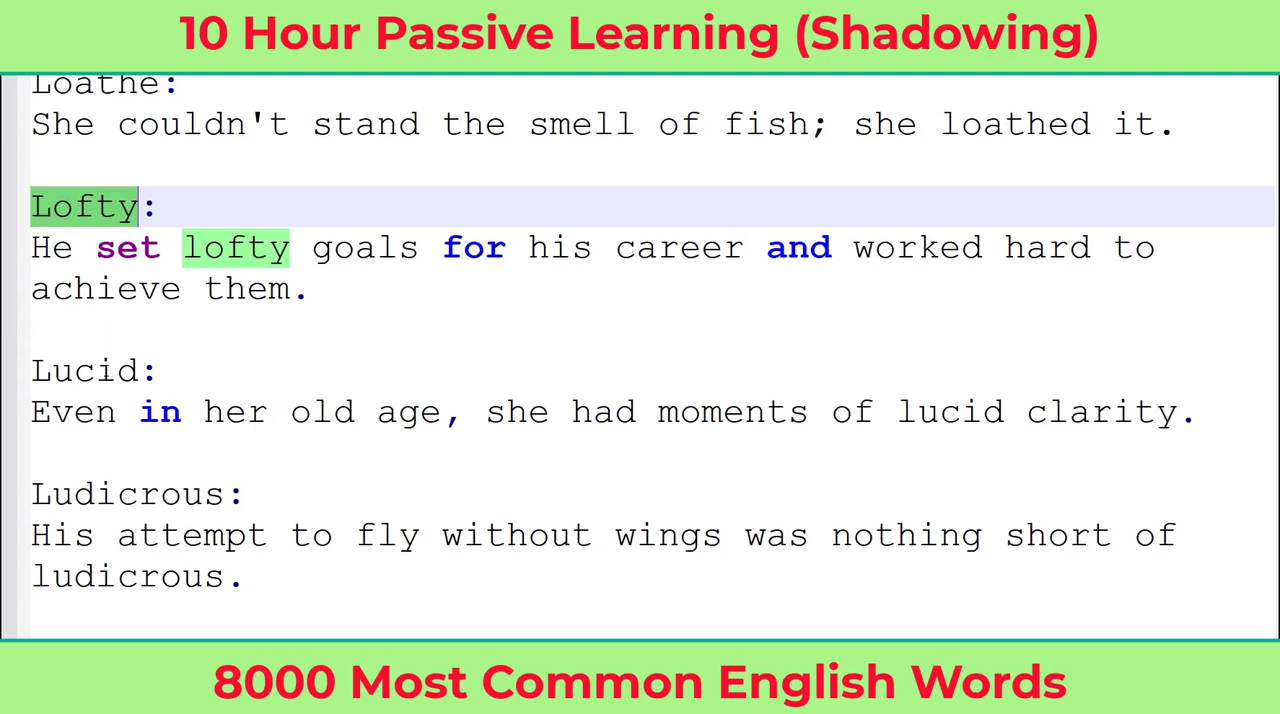 10 Hour Passive Learning (Shadowing)
Loathe:
She couldn't stand the smell of fish; she loathed it.
Lofty:
He set lofty goals for his career and worked hard to
achieve them.
Lucid:
Even in her old age, she had moments of lucid clarity.
Ludicrous:
His attempt to fly without wings was nothing short of
ludicrous.
8000 Most Common English Words